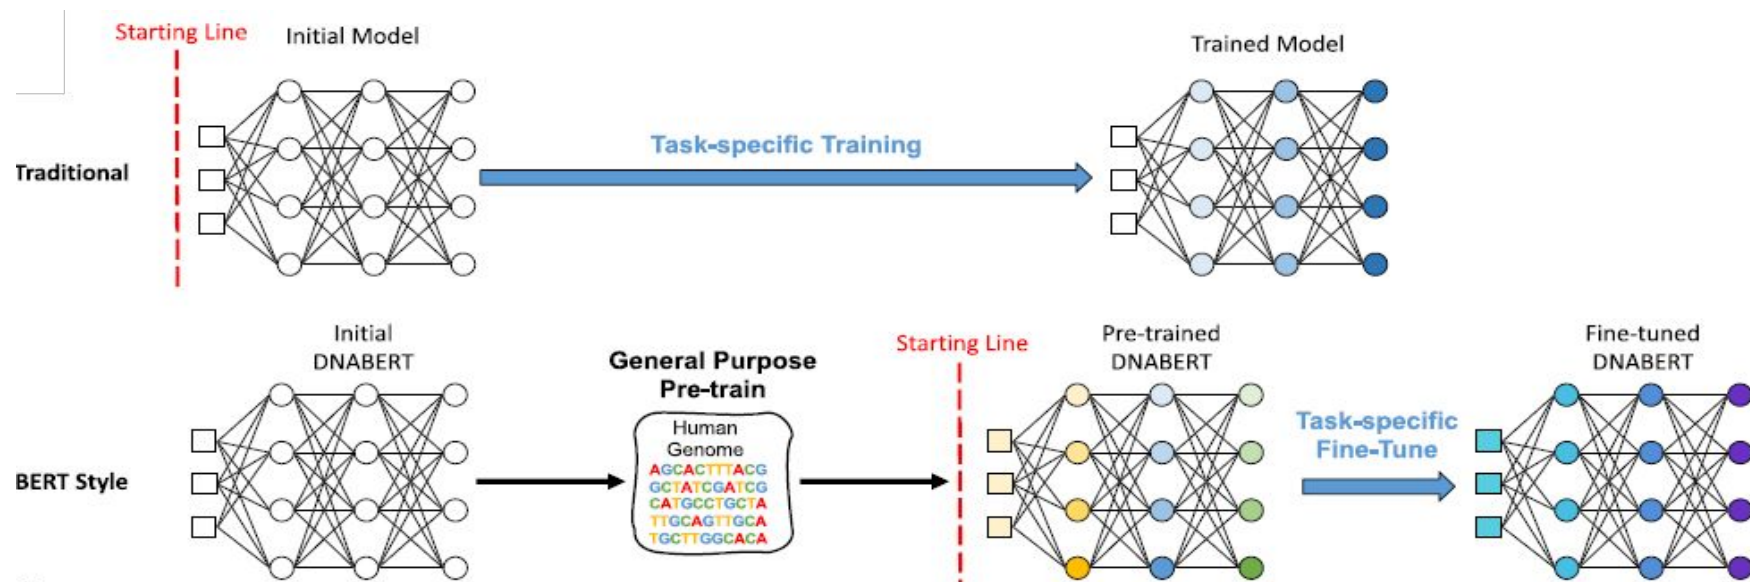 Starting Line
Initial Model
Trained Model
Traditional
Task-specific Training
Initial
DNABERT
General Purpose
Pre-train
Human
Genome
AGCACTTTACG
GCTATCGATCG
CATGCCTGCTA
TTGCAGTTGCA
TGCTTGGCACA
Starting Line
Pre-trained
DNABERT
Task-specific
Fine-Tune
Fine-tuned
DNABERT
BERT Style